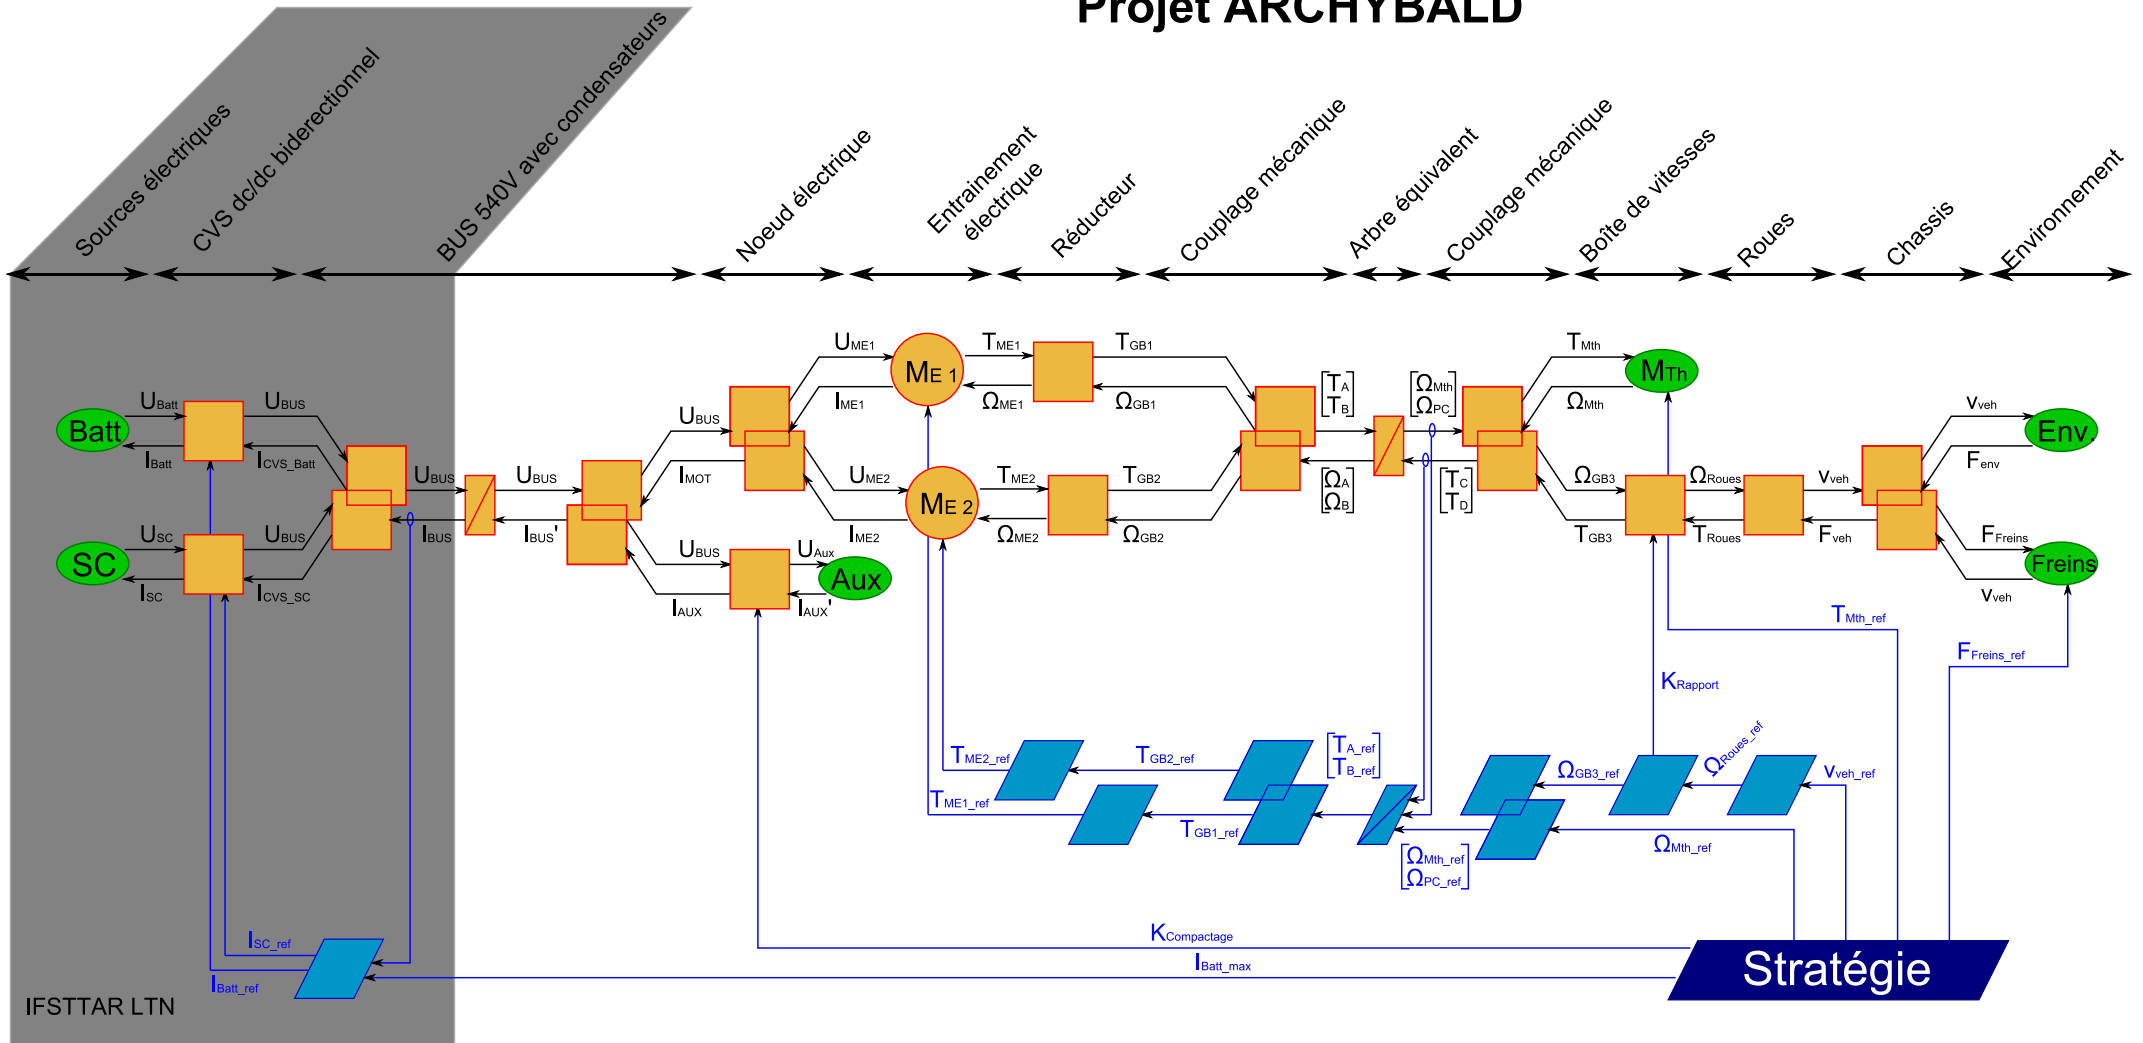 Projet ARCHYBALD
Sources électriques
CVS dc/dc biderectionnel
BUS 540V avec condensateurs
Noeud électrique
Entrainement
électrique
Réducteur
Couplage mécanique
Arbre équivalent
Couplage mécanique
Boîte de vitesses
Roues
Chassis
Environnement
Batt
UBatt
IBatt
UBUS
ICVS_Batt
SC
USC
ISC
UBUS
ICVS_SC
UBUS
IBUS
UBUS
IBUS'
UBUS
IMOT
UBUS
IAUX
UAux
IAUX'
Aux
UME1
IME1
UME2
IME2
ME 1
ME 2
TME1
ΩME1
TME2
ΩME2
TGB1
ΩGB1
TGB2
ΩGB2
TA
TB
ΩA
ΩB
ΩMth
ΩPC
TC
TD
TMth
ΩMth
MTh
ΩGB3
TGB3
ΩRoues
TRoues
vveh
Fveh
vveh
Fenv
Env.
FFreins
vveh
Freins
TMth_ref
FFreins_ref
KRapport
TME2_ref
TGB2_ref
TA_ref
TB_ref
TME1_ref
TGB1_ref
ΩGB3_ref
ΩRoues_ref
vveh_ref
ΩMth_ref
ΩMth_ref
ΩPC_ref
KCompactage
IBatt_max
ISC_ref
IBatt_ref
Stratégie
IFSTTAR LTN